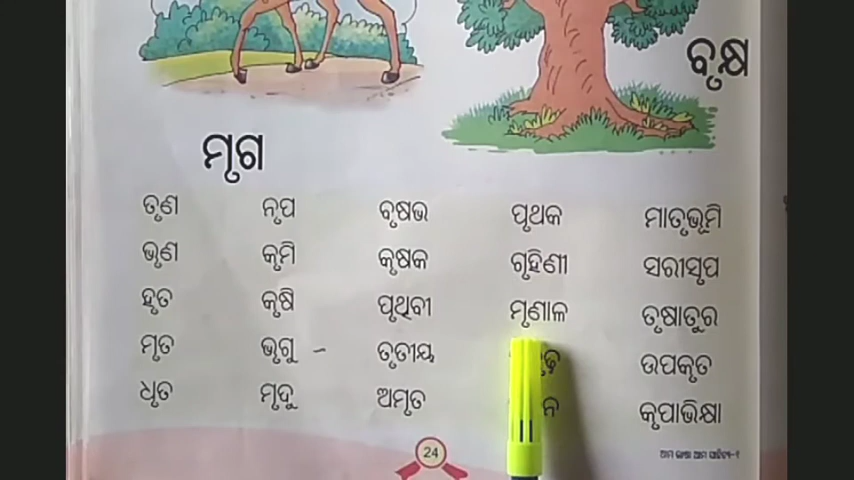 ବୃକ୍ଷ
ମୃଗ
ତୃଣ ନୃପ ବୃଷଭ ପୃଥକ ମାତୃଭୂମି
ଭୃଣ କୃମି କୃଷକ ଗୃହିଣୀ ସରୀସୃପ
ହୃତ କୃଷି ପୃଥିବୀ ମୃଣାଳ ତୃଷାତୁର
ମୃତ ଭୃଗୁ – ତୃତୀୟ ଉପକୃତ
ଧୃତ ମୃଦୁ ଅମୃତ କୃପାଭିକ୍ଷା
24